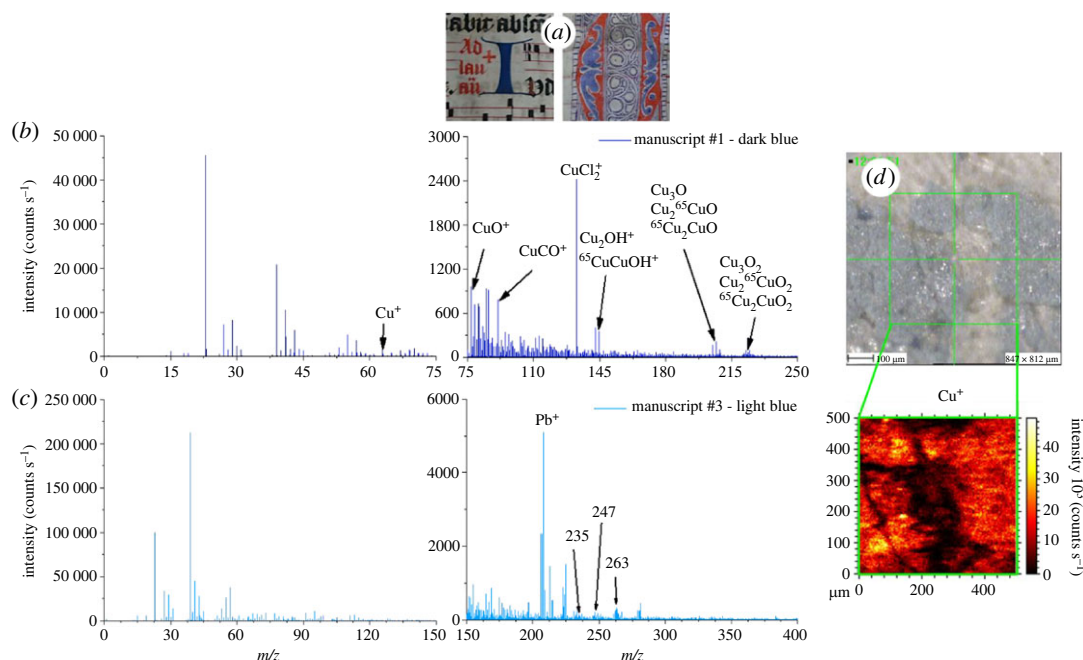 (a)
Ad
lau
(b)
50 000
40 000
30 000
20 000
10 000
0
intensity (counts s⁻¹)
0 15 30 45 60 75
Cu⁺
3000
2400
1800
1200
600
0
75 110 145 180 215 250
manuscript #1 - dark blue
CuO⁺
CuCO⁺
CuCl₂⁺
Cu₂OH⁺
⁶⁵CuCuOH⁺
Cu₃O
Cu₂⁶⁵CuO
⁶⁵Cu₂CuO
Cu₃O₂
Cu₂⁶⁵CuO₂
⁶⁵Cu₂CuO₂
(c)
250 000
200 000
150 000
100 000
50 000
0
intensity (counts s⁻¹)
0 30 60 90 120 150
m/z
6000
4000
2000
0
150 200 250 300 350 400
m/z
manuscript #3 - light blue
Pb⁺
235
247
263
(d)
100 µm
847 × 812 µm
Cu⁺
500
400
300
200
100
0
µm 0 200 400
40
30
20
10
0
intensity 10³ (counts s⁻¹)